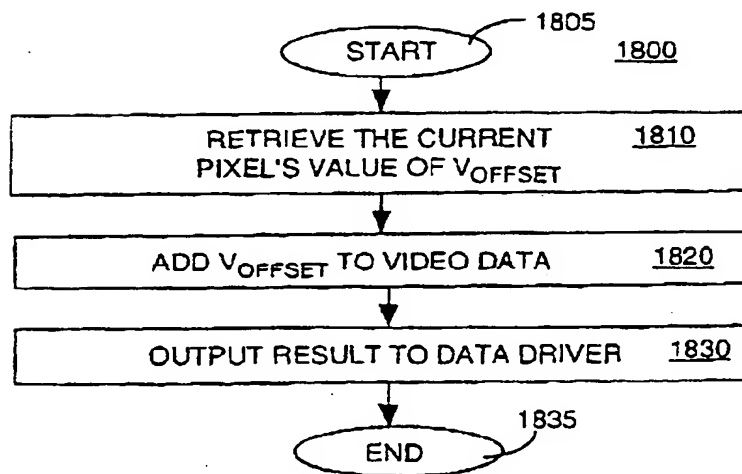 1805
START
1800
RETRIEVE THE CURRENT 1810
PIXEL'S VALUE OF VOFFSET
ADD VOFFSET TO VIDEO DATA 1820
OUTPUT RESULT TO DATA DRIVER 1830
1835
END